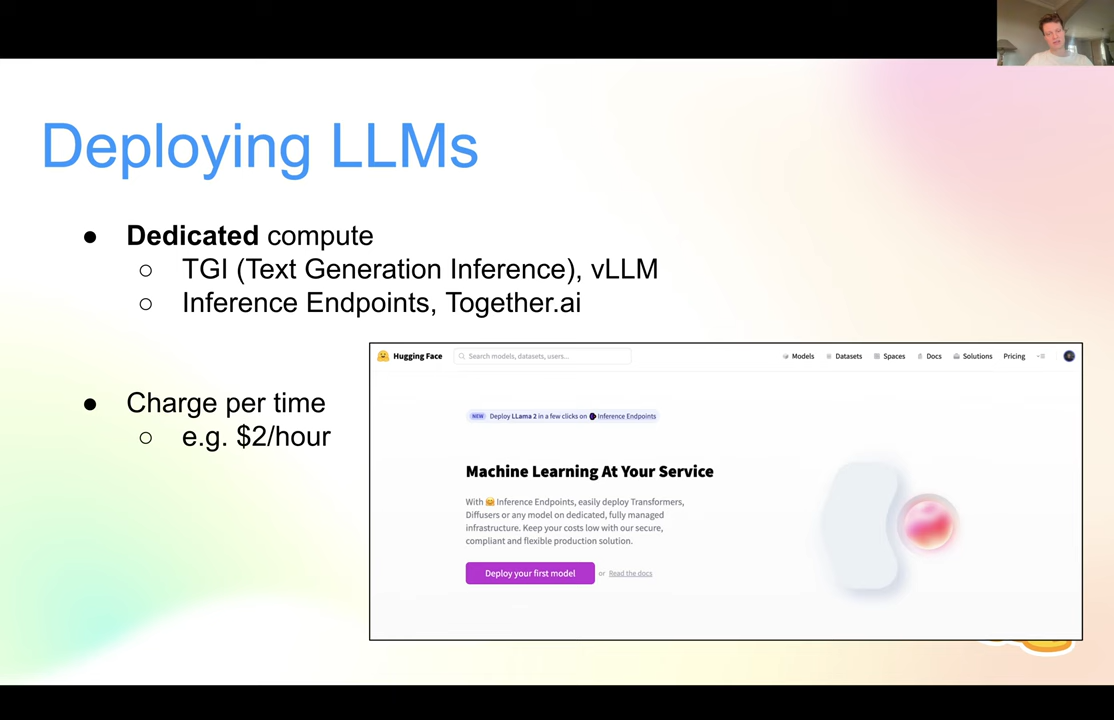 Deploying LLMs
● Dedicated compute
○ TGI (Text Generation Inference), vLLM
○ Inference Endpoints, Together.ai
● Charge per time
○ e.g. $2/hour
Hugging Face
Search models, datasets, users...
Models
Datasets
Spaces
Docs
Solutions
Pricing
NEW Deploy LLama 2 in a few clicks on Inference Endpoints
Machine Learning At Your Service
With 🤗 Inference Endpoints, easily deploy Transformers,
Diffusers or any model on dedicated, fully managed
infrastructure. Keep your costs low with our secure,
compliant and flexible production solution.
Deploy your first model or Read the docs